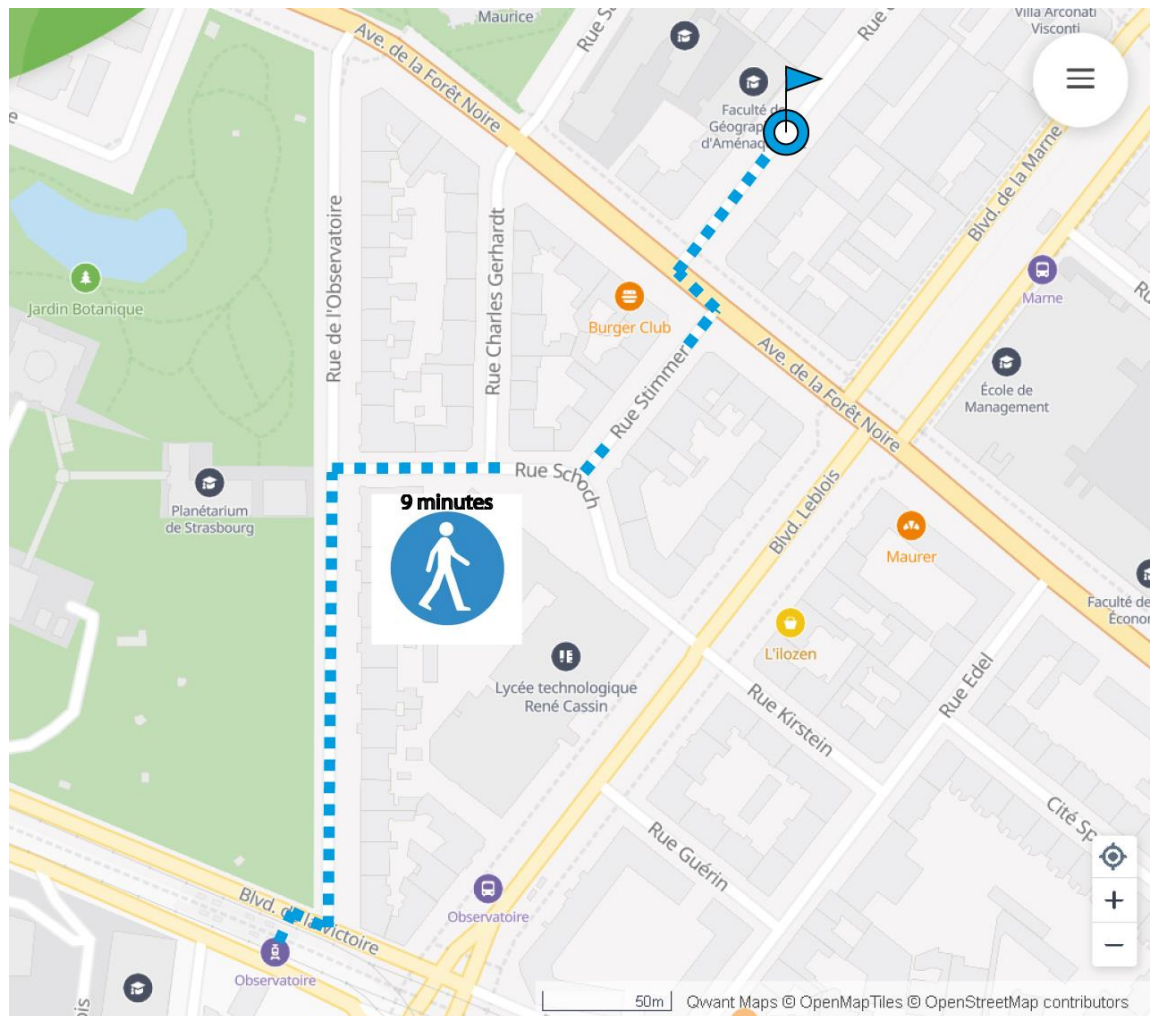 Maurice
Villa Arconati
Visconti
Ave. de la Forêt Noire
Faculté de
Géograp
d'Aménag
Blvd. de la Marne
Marne
Jardin Botanique
Rue de l'Observatoire
Rue Charles Gerhardt
Burger Club
Rue Stimmer
Ave. de la Forêt Noire
École de
Management
Rue Schoch
Planétarium
de Strasbourg
9 minutes
Blvd. Leblois
Maurer
Faculté de
Économ
L'ilozen
Lycée technologique
René Cassin
Rue Kirstein
Rue Edel
Cité Sp
Rue Guérin
Blvd. de la Victoire
Observatoire
Observatoire
50m
Qwant Maps © OpenMapTiles © OpenStreetMap contributors